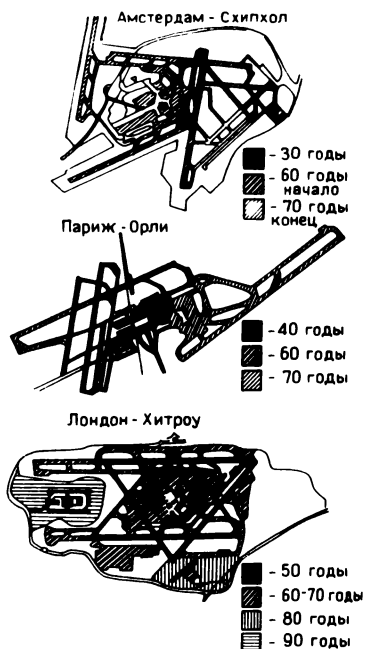 Амстердам - Схипхол
- 30 годы
- 60 годы
начало
- 70 годы
конец
Париж - Орли
- 40 годы
- 60 годы
- 70 годы
Лондон - Хитроу
- 50 годы
- 60-70 годы
- 80 годы
- 90 годы